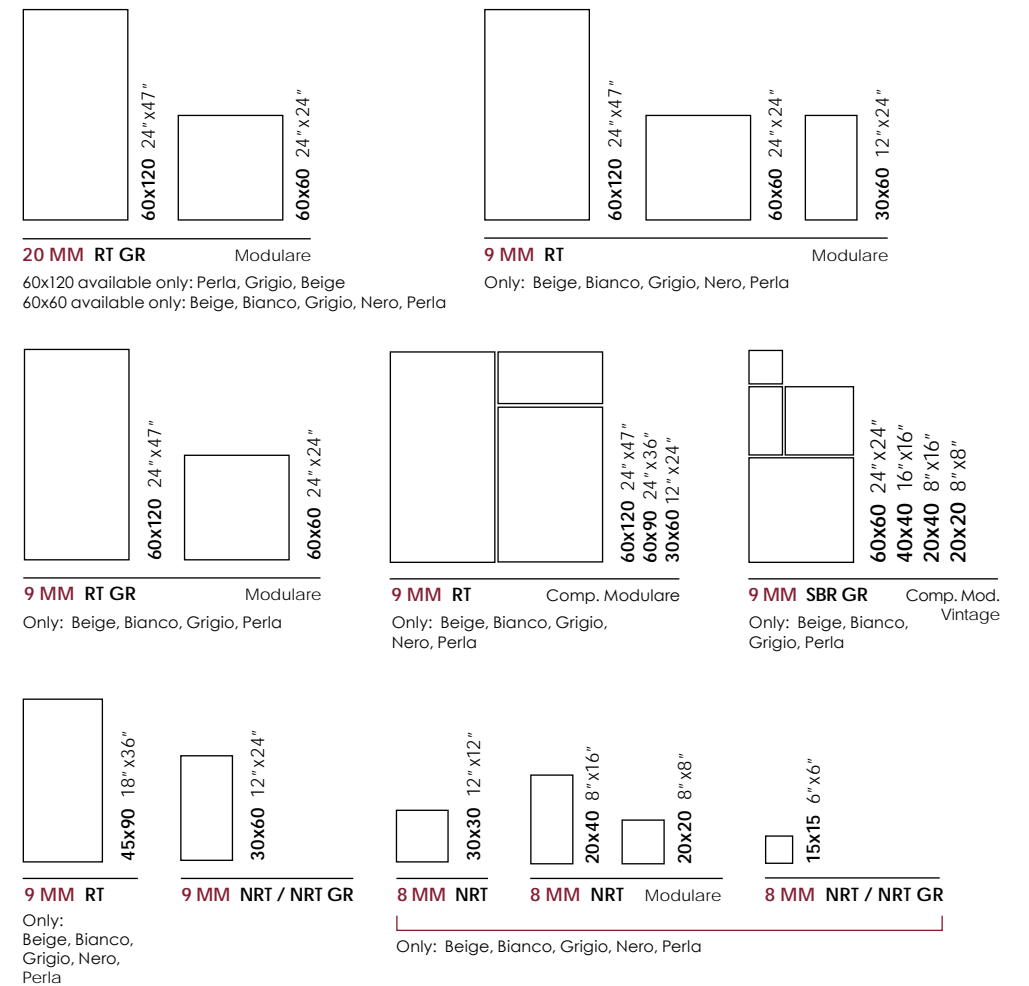 60x120 24"x47"
60x60 24"x24"
20 MM RT GR Modulare
60x120 available only: Perla, Grigio, Beige
60x60 available only: Beige, Bianco, Grigio, Nero, Perla
60x120 24"x47"
60x60 24"x24"
30x60 12"x24"
9 MM RT Modulare
Only: Beige, Bianco, Grigio, Nero, Perla
60x120 24"x47"
60x60 24"x24"
9 MM RT GR Modulare
Only: Beige, Bianco, Grigio, Perla
60x120 24"x47"
60x90 24"x36"
30x60 12"x24"
9 MM RT Comp. Modulare
Only: Beige, Bianco, Grigio,
Nero, Perla
60x60 24"x24"
40x40 16"x16"
20x40 8"x16"
20x20 8"x8"
9 MM SBR GR Comp. Mod.
Vintage
Only: Beige, Bianco,
Grigio, Perla
45x90 18"x36"
9 MM RT
Only:
Beige, Bianco,
Grigio, Nero,
Perla
30x60 12"x24"
9 MM NRT / NRT GR
30x30 12"x12"
8 MM NRT
20x40 8"x16"
20x20 8"x8"
8 MM NRT Modulare
15x15 6"x6"
8 MM NRT / NRT GR
Only: Beige, Bianco, Grigio, Nero, Perla